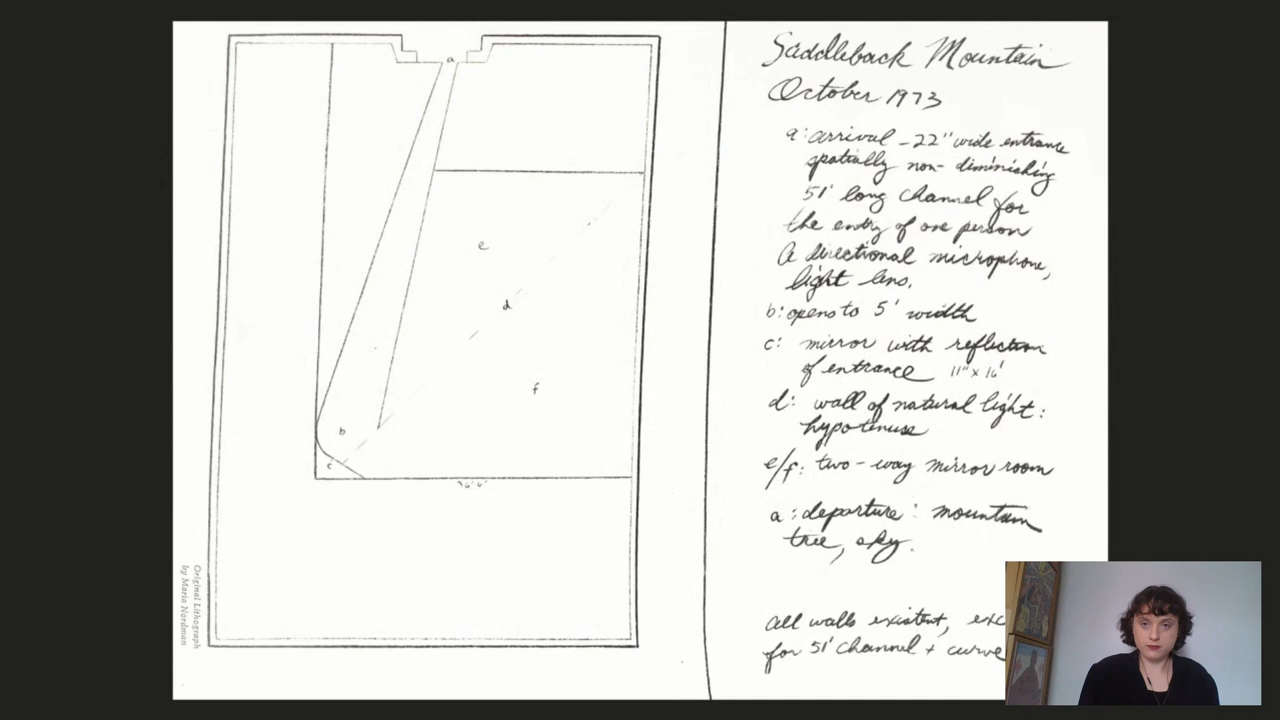 a
e
d
f
b
c
Original Lithograph
by Maria Nordman
Saddleback Mountain
October 1973
a: arrival - 22" wide entrance
spatially non-diminishing
51' long channel for
the entry of one person
A directional microphone,
light lens.
b: opens to 5' width
c: mirror with reflection
of entrance 11" x 16'
d: wall of natural light:
hypotenuse
e/f: two-way mirror room
a: departure: mountain
tree, sky.
all walls existent, exc
for 51' channel + curve